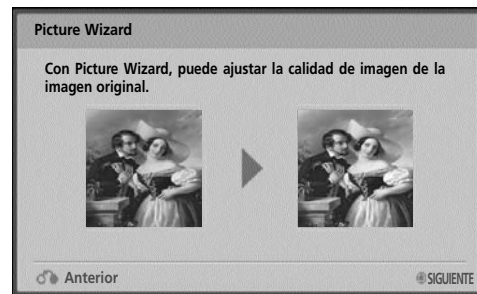 Picture Wizard
Con Picture Wizard, puede ajustar la calidad de imagen de la
imagen original.
Anterior
SIGUIENTE